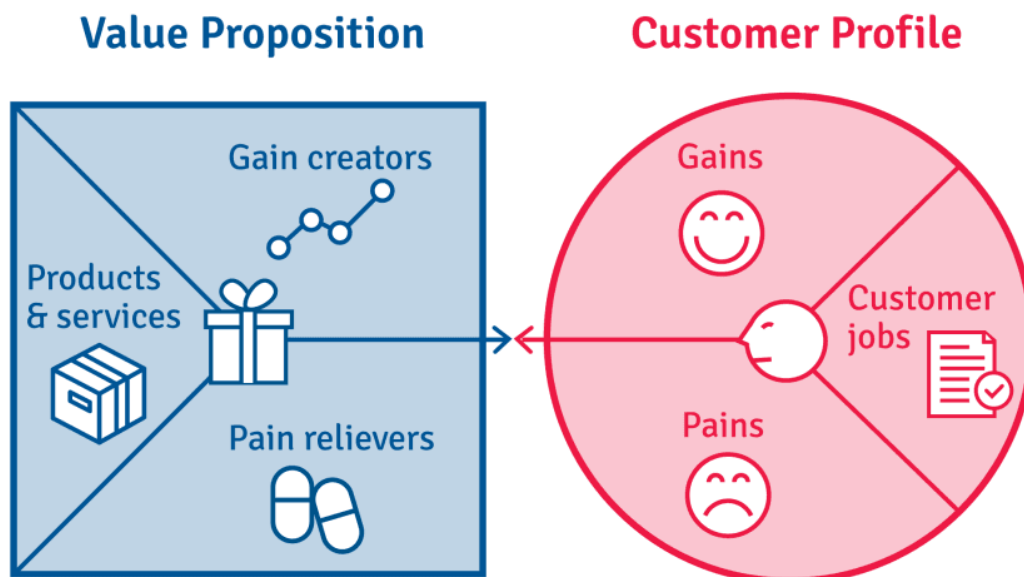 Value Proposition
Customer Profile
Gain creators
Products
& services
Pain relievers
Gains
Customer
jobs
Pains